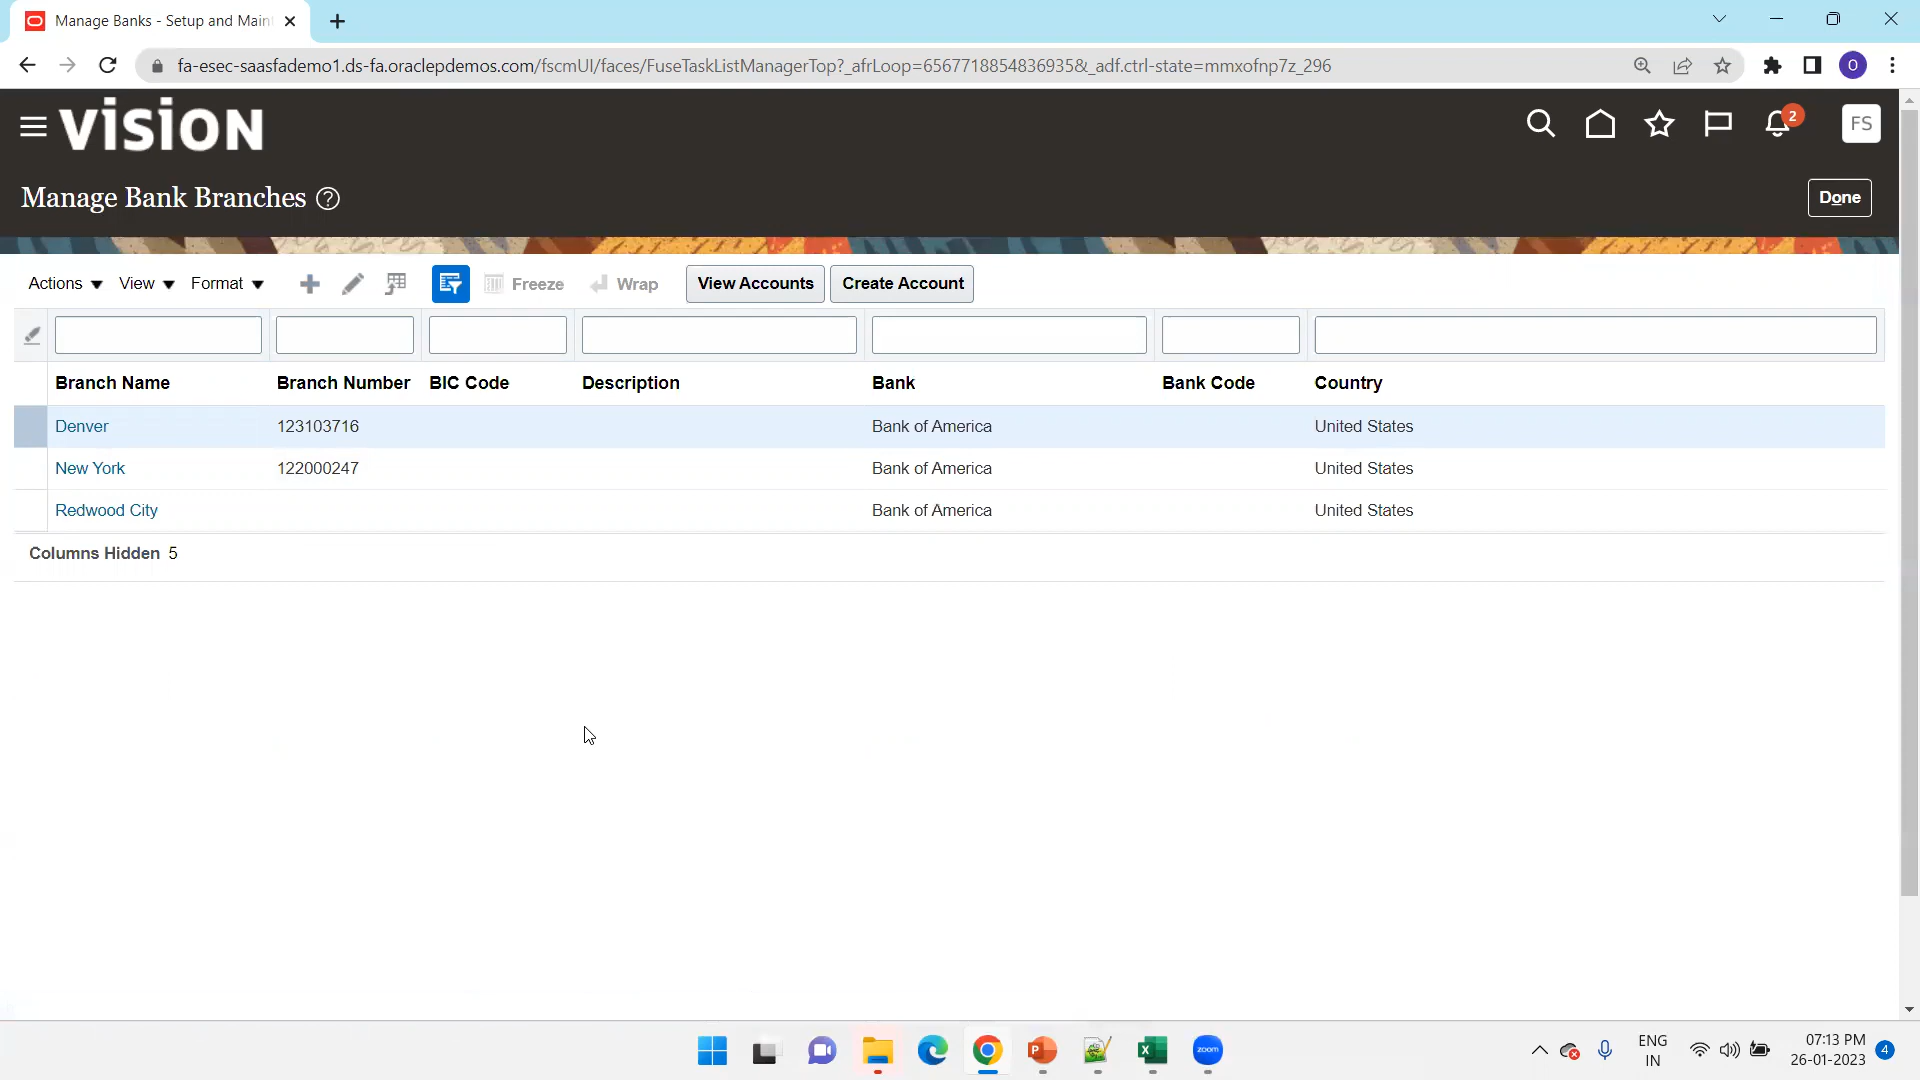 Manage Banks - Setup and Main
fa-esec-saasfademo1.ds-fa.oraclepdemos.com/fscmUI/faces/FuseTaskListManagerTop?_afrLoop=65677188548369358&_adf.ctrl-state=mmxofnp7z_296
O
VISION
2
FS
Manage Bank Branches ?
Done
Actions View Format Freeze Wrap View Accounts Create Account
Branch Name Branch Number BIC Code Description Bank Bank Code Country
Denver 123103716 Bank of America United States
New York 122000247 Bank of America United States
Redwood City Bank of America United States
Columns Hidden 5
zoom
ENG
IN
07:13 PM
26-01-2023
4